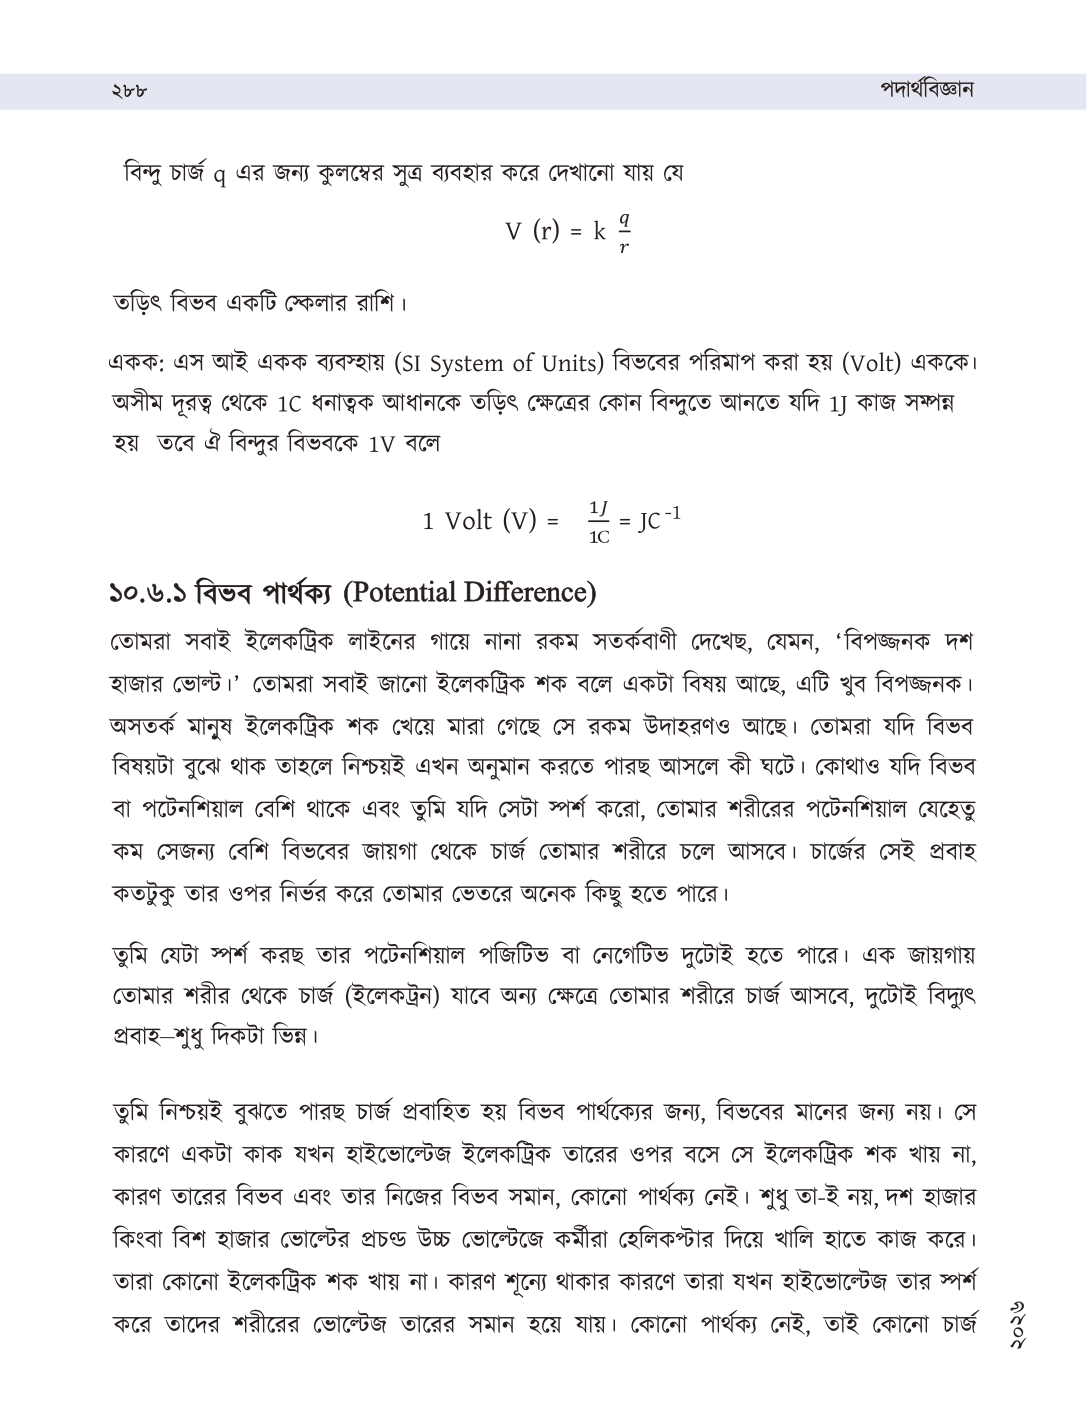 ২৮৮ পদার্থবিজ্ঞান
বিন্দু চার্জ q এর জন্য কুলম্বের সুত্র ব্যবহার করে দেখানো যায় যে
V (r) = k q/r
তড়িৎ বিভব একটি স্কেলার রাশি।
একক: এস আই একক ব্যবস্হায় (SI System of Units) বিভবের পরিমাপ করা হয় (Volt) এককে।
অসীম দূরত্ব থেকে 1C ধনাত্বক আধানকে তড়িৎ ক্ষেত্রের কোন বিন্দুতে আনতে যদি 1J কাজ সম্পন্ন
হয় তবে ঐ বিন্দুর বিভবকে 1V বলে
1 Volt (V) = 1J/1C = JC⁻¹
১০.৬.১ বিভব পার্থক্য (Potential Difference)
তোমরা সবাই ইলেকট্রিক লাইনের গায়ে নানা রকম সতর্কবাণী দেখেছ, যেমন, ‘বিপজ্জনক দশ
হাজার ভোল্ট।’ তোমরা সবাই জানো ইলেকট্রিক শক বলে একটা বিষয় আছে, এটি খুব বিপজ্জনক।
অসতর্ক মানুষ ইলেকট্রিক শক খেয়ে মারা গেছে সে রকম উদাহরণও আছে। তোমরা যদি বিভব
বিষয়টা বুঝে থাক তাহলে নিশ্চয়ই এখন অনুমান করতে পারছ আসলে কী ঘটে। কোথাও যদি বিভব
বা পটেনশিয়াল বেশি থাকে এবং তুমি যদি সেটা স্পর্শ করো, তোমার শরীরের পটেনশিয়াল যেহেতু
কম সেজন্য বেশি বিভবের জায়গা থেকে চার্জ তোমার শরীরে চলে আসবে। চার্জের সেই প্রবাহ
কতটুকু তার ওপর নির্ভর করে তোমার ভেতরে অনেক কিছু হতে পারে।
তুমি যেটা স্পর্শ করছ তার পটেনশিয়াল পজিটিভ বা নেগেটিভ দুটোই হতে পারে। এক জায়গায়
তোমার শরীর থেকে চার্জ (ইলেকট্রন) যাবে অন্য ক্ষেত্রে তোমার শরীরে চার্জ আসবে, দুটোই বিদ্যুৎ
প্রবাহ–শুধু দিকটা ভিন্ন।
তুমি নিশ্চয়ই বুঝতে পারছ চার্জ প্রবাহিত হয় বিভব পার্থক্যের জন্য, বিভবের মানের জন্য নয়। সে
কারণে একটা কাক যখন হাইভোল্টেজ ইলেকট্রিক তারের ওপর বসে সে ইলেকট্রিক শক খায় না,
কারণ তারের বিভব এবং তার নিজের বিভব সমান, কোনো পার্থক্য নেই। শুধু তা-ই নয়, দশ হাজার
কিংবা বিশ হাজার ভোল্টের প্রচণ্ড উচ্চ ভোল্টেজে কর্মীরা হেলিকপ্টার দিয়ে খালি হাতে কাজ করে।
তারা কোনো ইলেকট্রিক শক খায় না। কারণ শূন্যে থাকার কারণে তারা যখন হাইভোল্টেজ তার স্পর্শ
করে তাদের শরীরের ভোল্টেজ তারের সমান হয়ে যায়। কোনো পার্থক্য নেই, তাই কোনো চার্জ
২০২৬